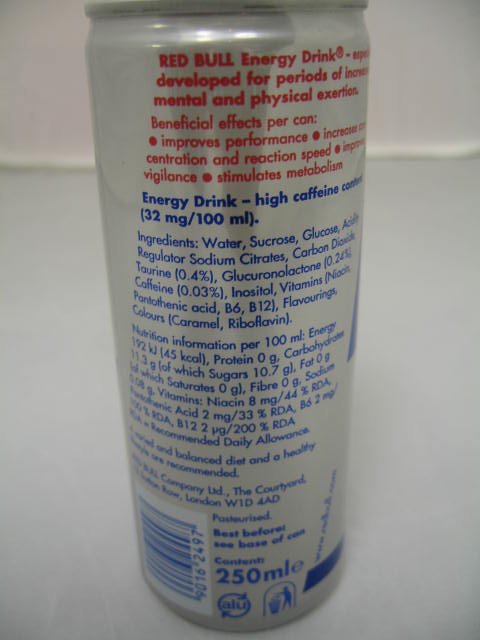 RED BULL Energy Drink® – espec
developed for periods of increas
mental and physical exertion.
Beneficial effects per can:
• improves performance • increases con
centration and reaction speed • improv
vigilance • stimulates metabolism
Energy Drink – high caffeine content
(32 mg/100 ml).
Ingredients: Water, Sucrose, Glucose, Acidity
Regulator Sodium Citrates, Carbon Dioxide,
Taurine (0.4%), Glucuronolactone (0.24%),
Caffeine (0.03%), Inositol, Vitamins (Niacin,
Pantothenic acid, B6, B12), Flavourings,
Colours (Caramel, Riboflavin).
Nutrition information per 100 ml: Energy
192 kJ (45 kcal), Protein 0 g, Carbohydrates
11.3 g (of which Sugars 10.7 g), Fat 0 g
(of which Saturates 0 g), Fibre 0 g, Sodium
0.08 g. Vitamins: Niacin 8 mg/44 % RDA,
Pantothenic Acid 2 mg/33 % RDA, B6 2 mg/
% RDA, B12 2 µg/200 % RDA
RDA = Recommended Daily Allowance.
A varied and balanced diet and a healthy
are recommended.
BULL Company Ltd., The Courtyard,
Row, London W1D 4AD
Pasteurised.
Best before:
see base of can
Content:
250ml e
alu
90162497
www.redbull.com